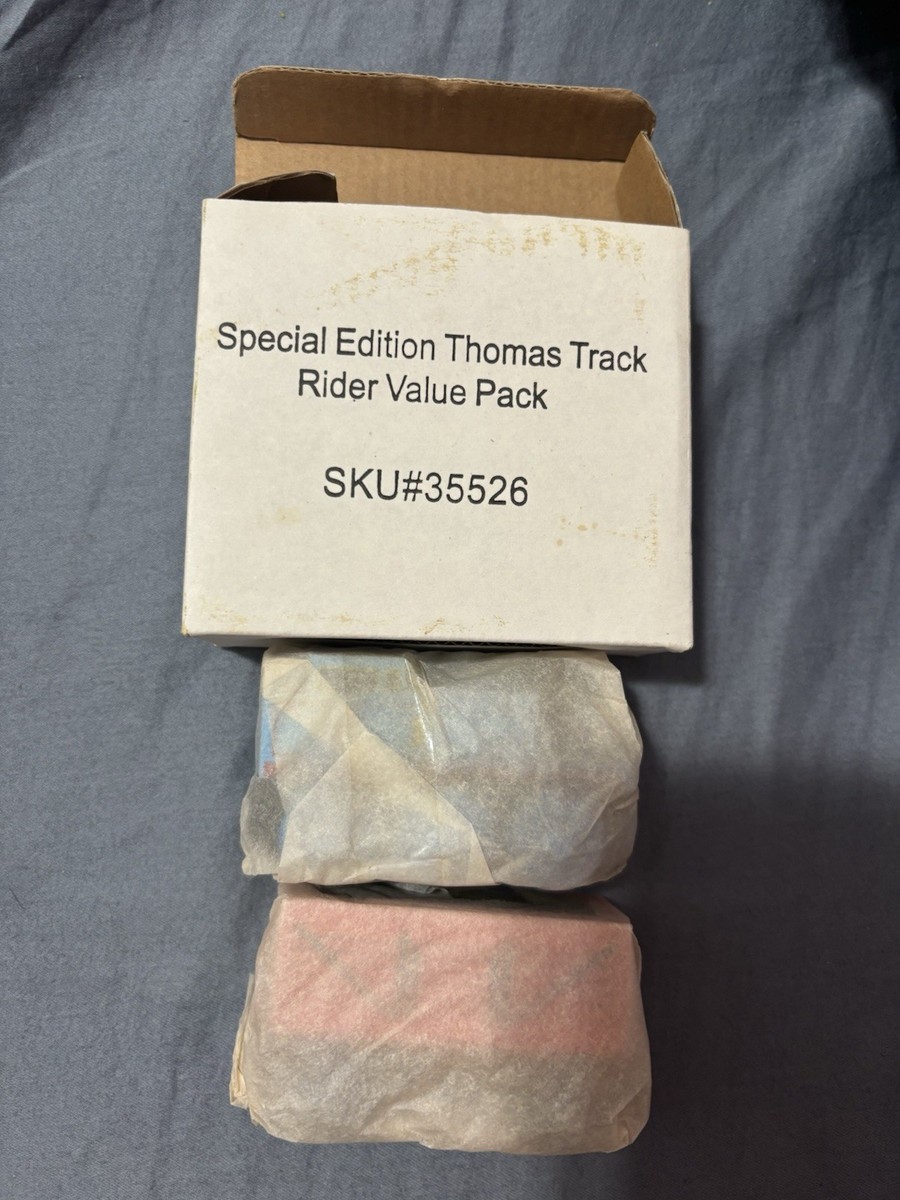 Special Edition Thomas Track
Rider Value Pack
SKU#35526